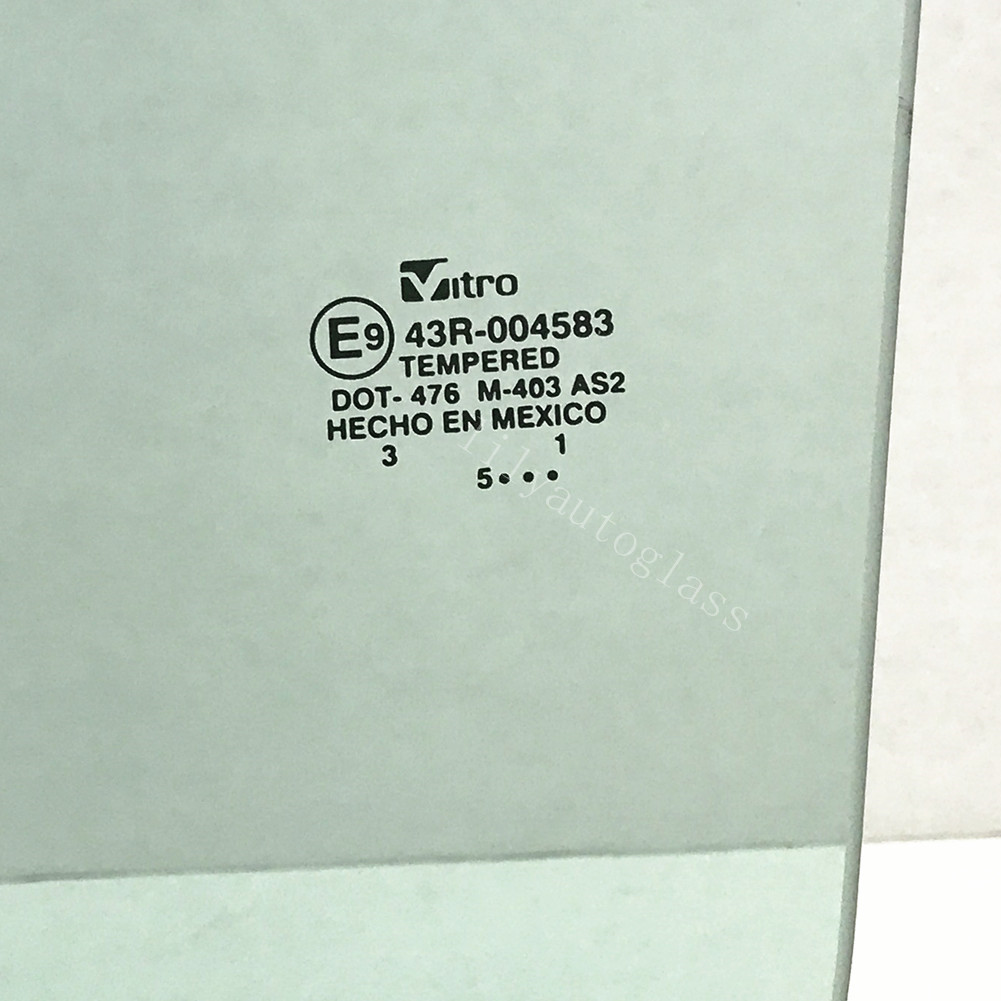 Vitro
E9 43R-004583
TEMPERED
DOT- 476 M-403 AS2
HECHO EN MEXICO
3 1
5•••
lilyautoglass